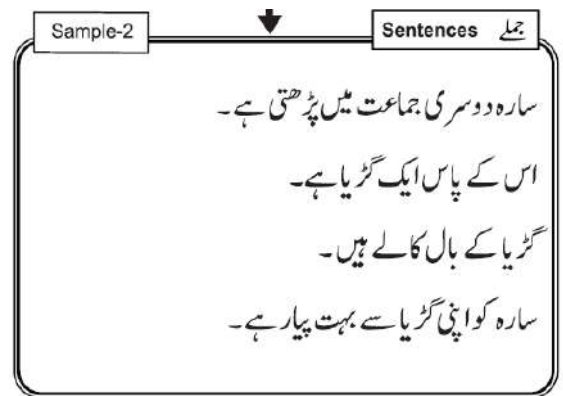 Sample-2
Sentences جملے
سارہ دوسری جماعت میں پڑھتی ہے۔
اس کے پاس ایک گڑیا ہے۔
گڑیا کے بال کالے ہیں۔
سارہ کو اپنی گڑیا سے بہت پیار ہے۔